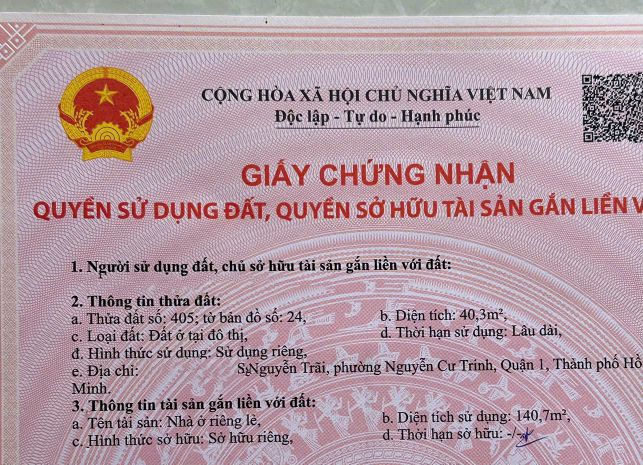 CỘNG HÒA XÃ HỘI CHỦ NGHĨA VIỆT NAM
Độc lập - Tự do - Hạnh phúc
GIẤY CHỨNG NHẬN
QUYỀN SỬ DỤNG ĐẤT, QUYỀN SỞ HỮU TÀI SẢN GẮN LIỀN V
1. Người sử dụng đất, chủ sở hữu tài sản gắn liền với đất:
2. Thông tin thửa đất:
a. Thửa đất số: 405; tờ bản đồ số: 24, b. Diện tích: 40,3m²,
c. Loại đất: Đất ở tại đô thị, d. Thời hạn sử dụng: Lâu dài,
đ. Hình thức sử dụng: Sử dụng riêng,
e. Địa chỉ: Nguyễn Trãi, phường Nguyễn Cư Trinh, Quận 1, Thành phố Hồ
Minh.
3. Thông tin tài sản gắn liền với đất:
a. Tên tài sản: Nhà ở riêng lẻ, b. Diện tích sử dụng: 140,7m²,
c. Hình thức sở hữu: Sở hữu riêng, d. Thời hạn sở hữu: -/-